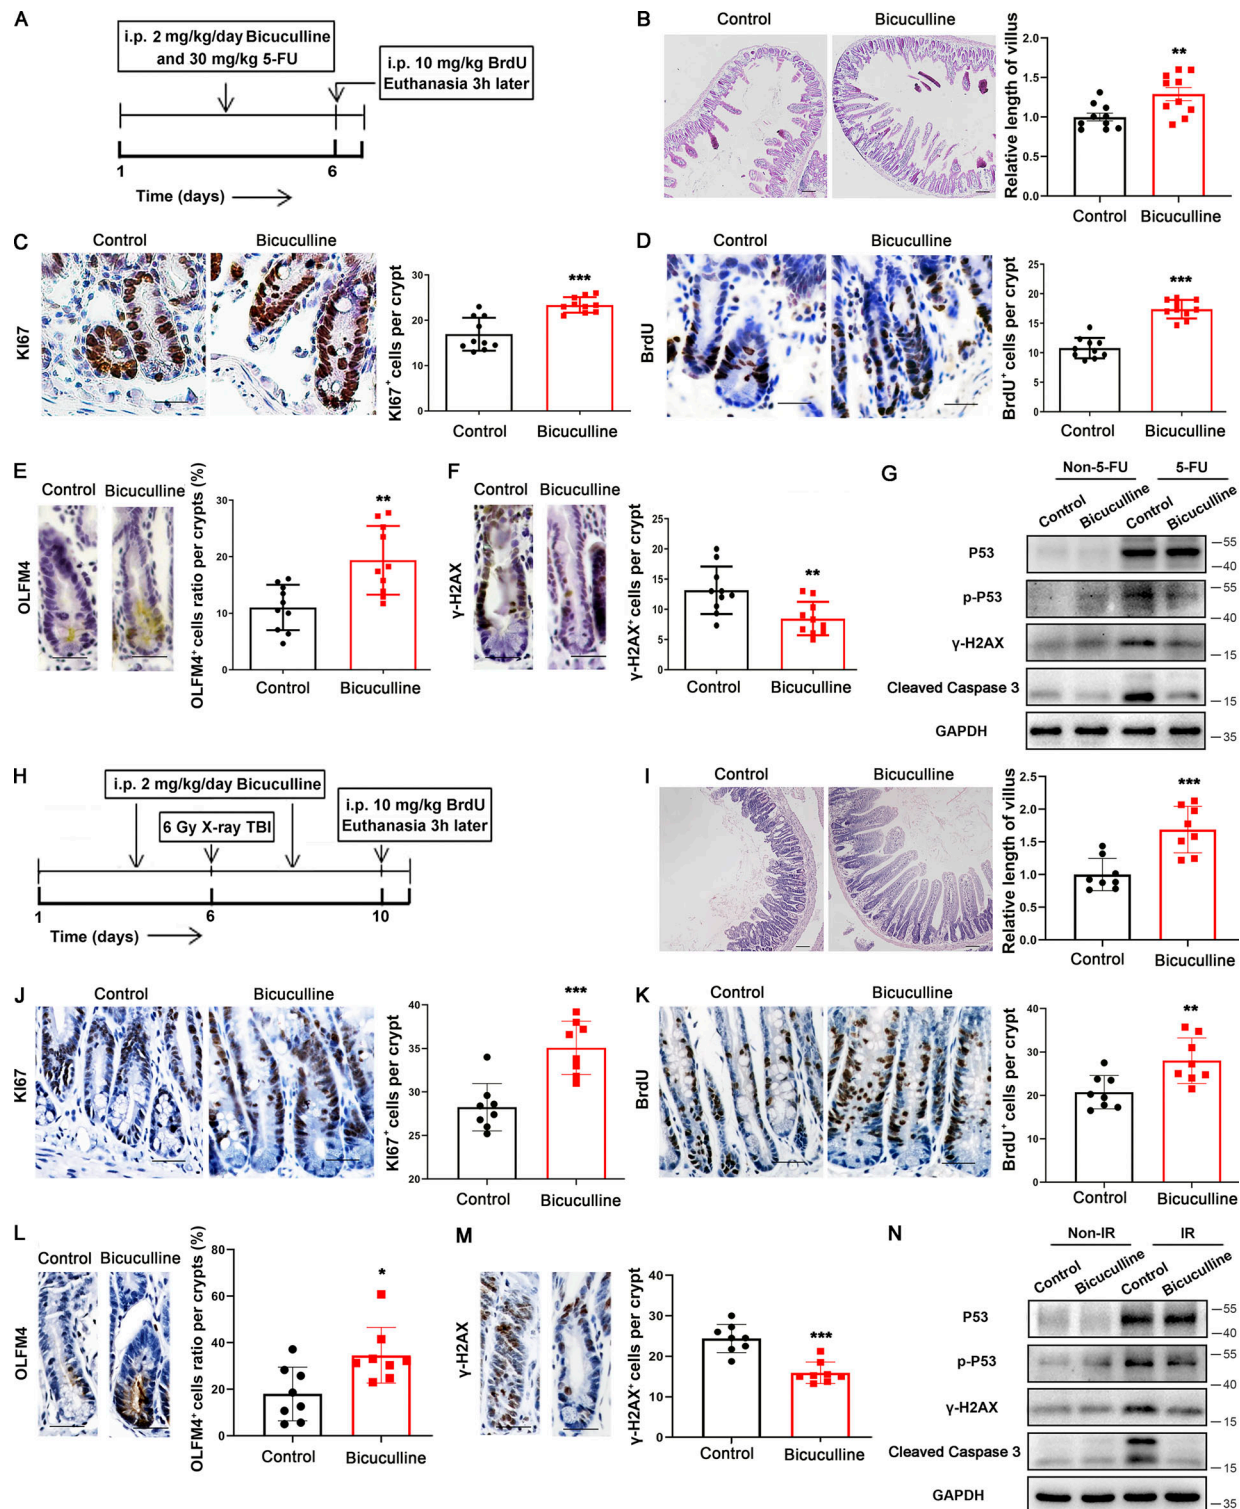 A
i.p. 2 mg/kg/day Bicuculline
and 30 mg/kg 5-FU
i.p. 10 mg/kg BrdU
Euthanasia 3h later
1
6
Time (days)
B
Control
Bicuculline
Relative length of villus
2.0
1.5
1.0
0.5
0.0
**
Control
Bicuculline
C
Control
Bicuculline
KI67
KI67+ cells per crypt
30
20
10
0
***
Control
Bicuculline
D
Control
Bicuculline
BrdU
BrdU+ cells per crypt
25
20
15
10
5
0
***
Control
Bicuculline
E
Control
Bicuculline
OLFM4
OLFM4+ cells ratio per crypts (%)
30
20
10
0
**
Control
Bicuculline
F
Control
Bicuculline
γ-H2AX
γ-H2AX+ cells per crypt
25
20
15
10
5
0
**
Control
Bicuculline
G
Non-5-FU
5-FU
Control
Bicuculline
Control
Bicuculline
P53
55
40
p-P53
55
40
γ-H2AX
15
Cleaved Caspase 3
15
GAPDH
35
H
i.p. 2 mg/kg/day Bicuculline
6 Gy X-ray TBI
i.p. 10 mg/kg BrdU
Euthanasia 3h later
1
6
10
Time (days)
I
Control
Bicuculline
Relative length of villus
2.5
2.0
1.5
1.0
0.5
0.0
***
Control
Bicuculline
J
Control
Bicuculline
KI67
KI67+ cells per crypt
40
35
30
25
20
***
Control
Bicuculline
K
Control
Bicuculline
BrdU
BrdU+ cells per crypt
40
30
20
10
0
**
Control
Bicuculline
L
Control
Bicuculline
OLFM4
OLFM4+ cells ratio per crypts (%)
80
60
40
20
0
*
Control
Bicuculline
M
γ-H2AX
γ-H2AX+ cells per crypt
40
30
20
10
0
***
Control
Bicuculline
N
Non-IR
IR
Control
Bicuculline
Control
Bicuculline
P53
55
40
p-P53
55
40
γ-H2AX
15
Cleaved Caspase 3
15
GAPDH
35